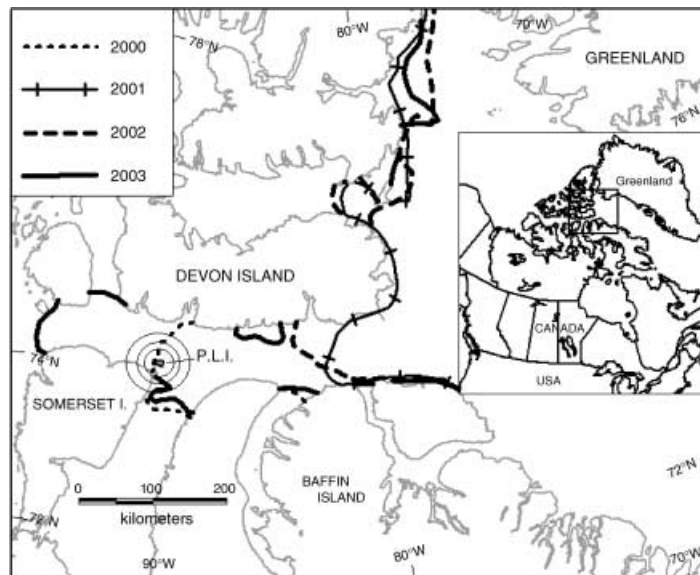 78°N
80°W
70°W
2000
2001
2002
2003
GREENLAND
76°N
Greenland
DEVON ISLAND
CANADA
74°N
P.L.I.
USA
SOMERSET I.
BAFFIN
ISLAND
72°N
0 100 200
kilometers
72°N
90°W
80°W
70°W